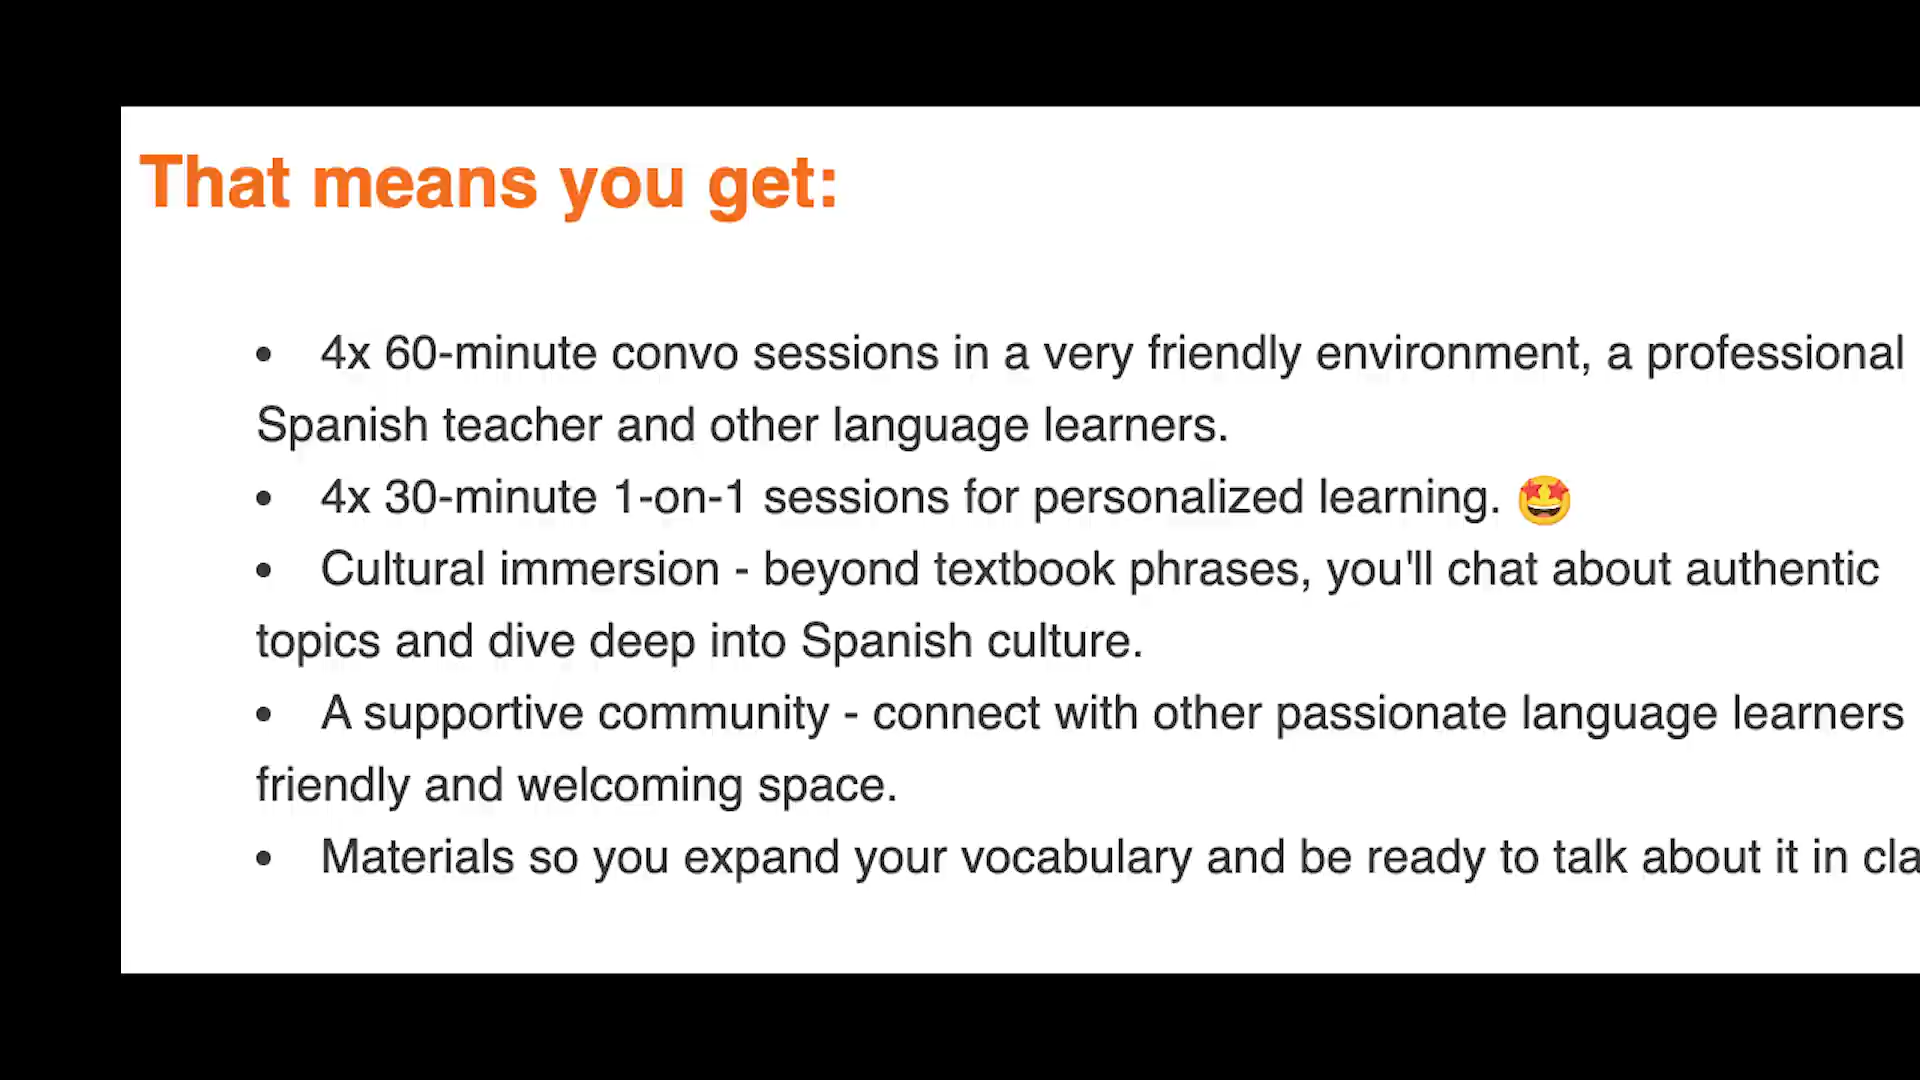 That means you get:
• 4x 60-minute convo sessions in a very friendly environment, a professional
Spanish teacher and other language learners.
• 4x 30-minute 1-on-1 sessions for personalized learning. 🤩
• Cultural immersion - beyond textbook phrases, you'll chat about authentic
topics and dive deep into Spanish culture.
• A supportive community - connect with other passionate language learners
friendly and welcoming space.
• Materials so you expand your vocabulary and be ready to talk about it in